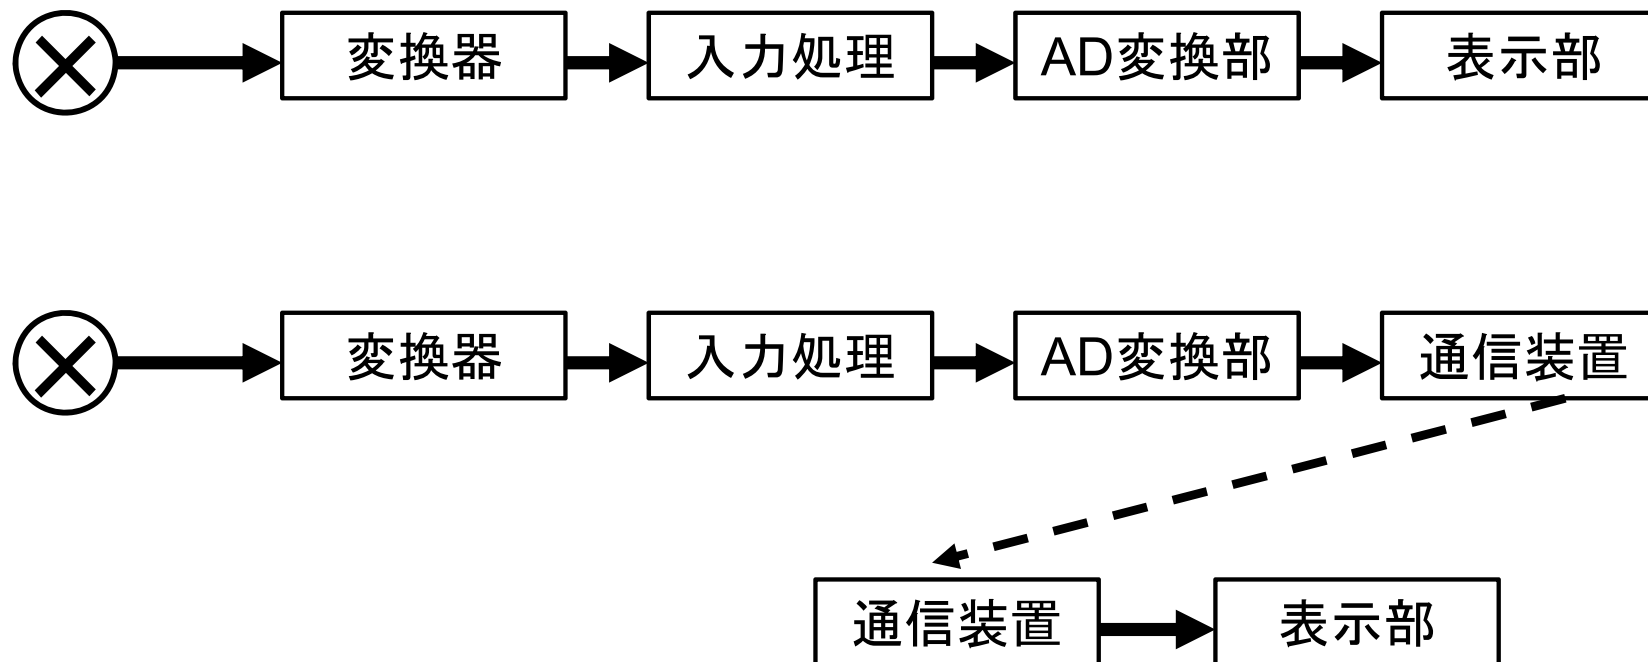 変換器
入力処理
AD変換部
表示部
変換器
入力処理
AD変換部
通信装置
通信装置
表示部